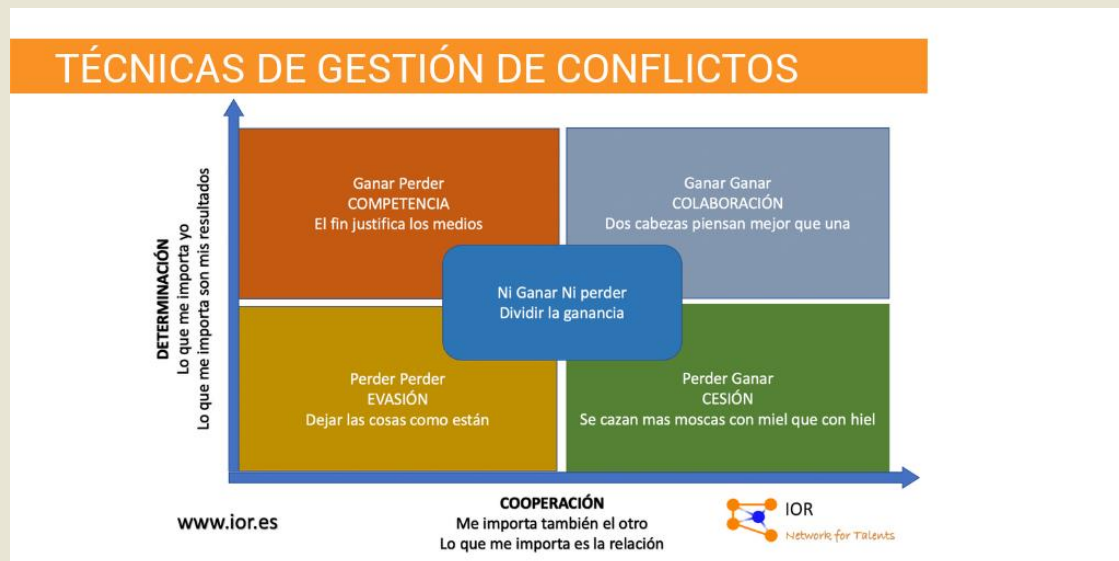 TÉCNICAS DE GESTIÓN DE CONFLICTOS
DETERMINACIÓN
Lo que me importa yo
Lo que me importa son mis resultados
Ganar Perder
COMPETENCIA
El fin justifica los medios
Ganar Ganar
COLABORACIÓN
Dos cabezas piensan mejor que una
Ni Ganar Ni perder
Dividir la ganancia
Perder Perder
EVASIÓN
Dejar las cosas como están
Perder Ganar
CESIÓN
Se cazan mas moscas con miel que con hiel
COOPERACIÓN
Me importa también el otro
Lo que me importa es la relación
www.ior.es
IOR
Network for Talents